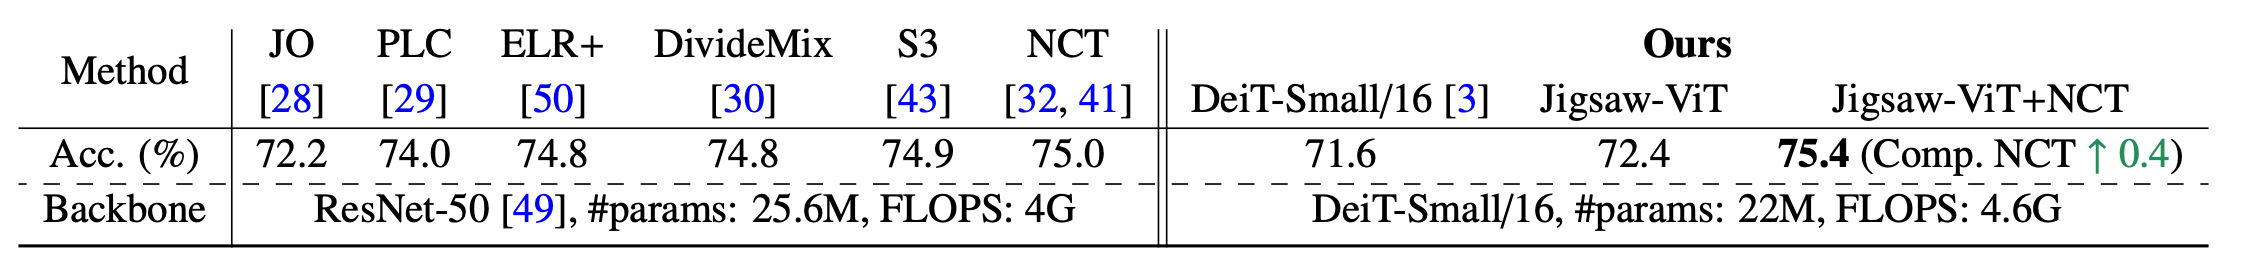 Method JO PLC ELR+ DivideMix S3 NCT Ours
[28] [29] [50] [30] [43] [32, 41] DeiT-Small/16 [3] Jigsaw-ViT Jigsaw-ViT+NCT
Acc. (%) 72.2 74.0 74.8 74.8 74.9 75.0 71.6 72.4 75.4 (Comp. NCT ↑ 0.4)
Backbone ResNet-50 [49], #params: 25.6M, FLOPS: 4G DeiT-Small/16, #params: 22M, FLOPS: 4.6G